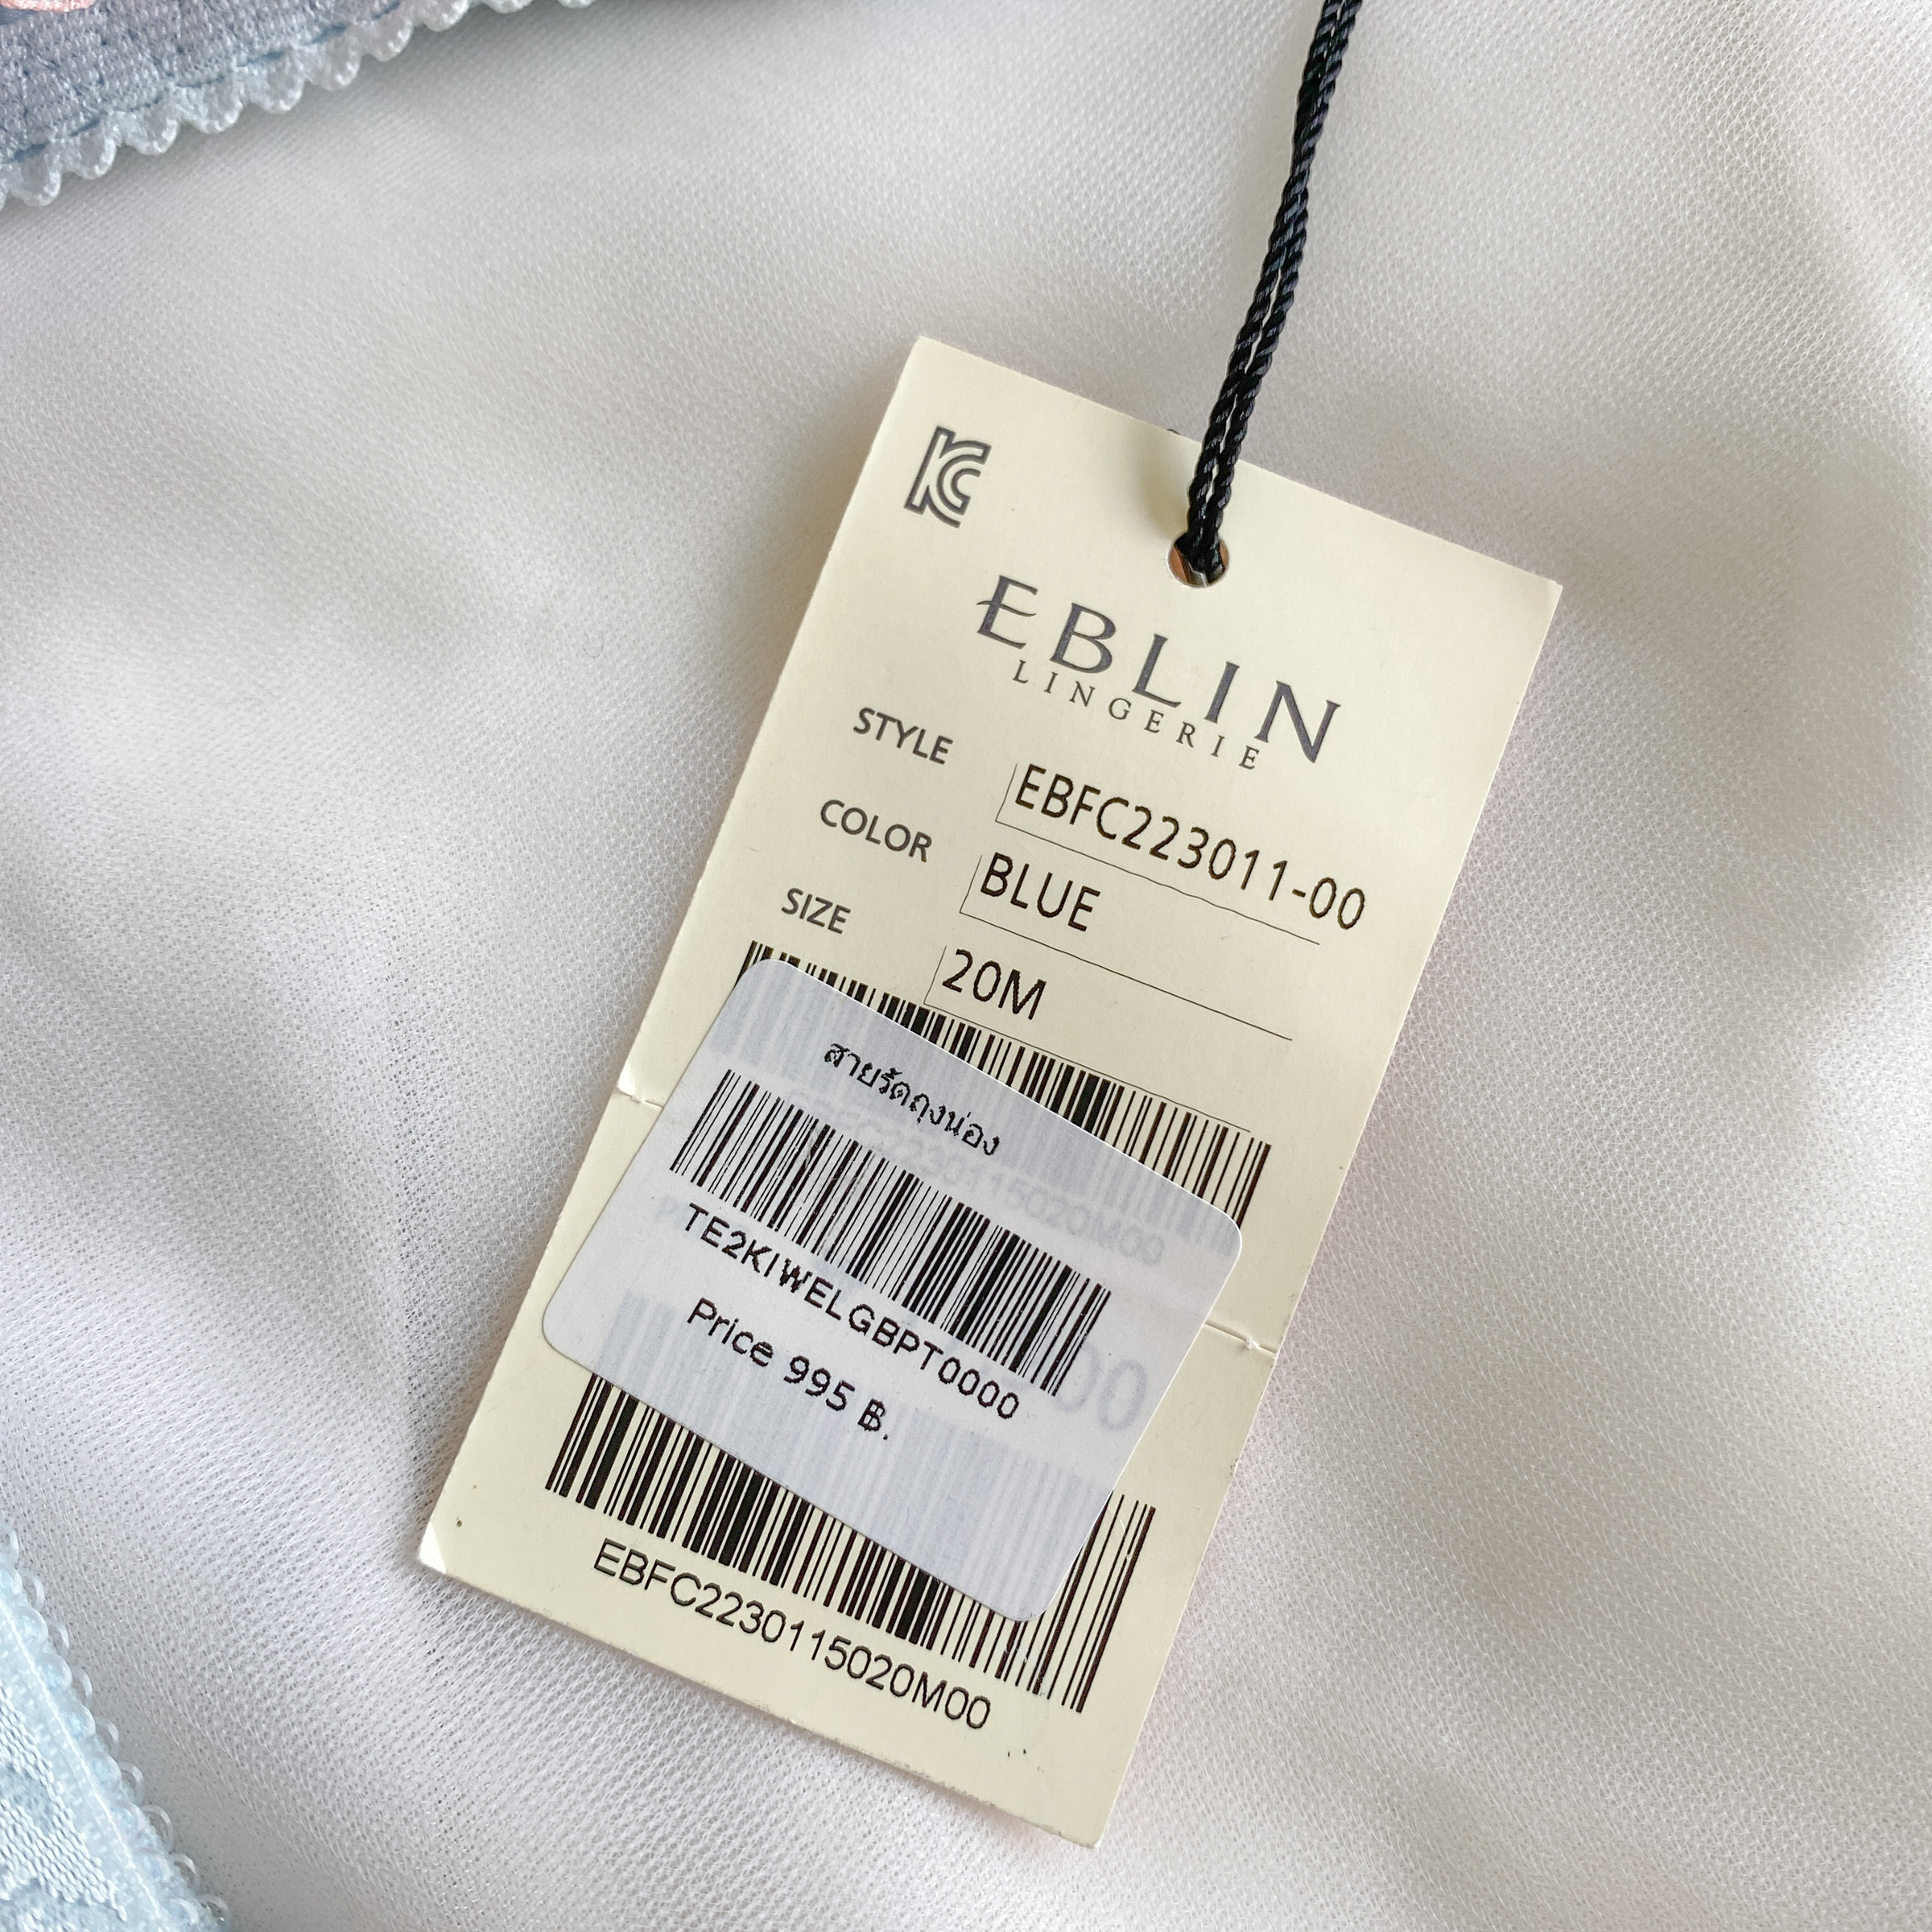 KC
EBLIN
LINGERIE
STYLE EBFC223011-00
COLOR BLUE
SIZE 20M
สายรัดถุงน่อง
TE2KIWELGBPT0000
Price 995 ฿.
EBFC2230115020M00